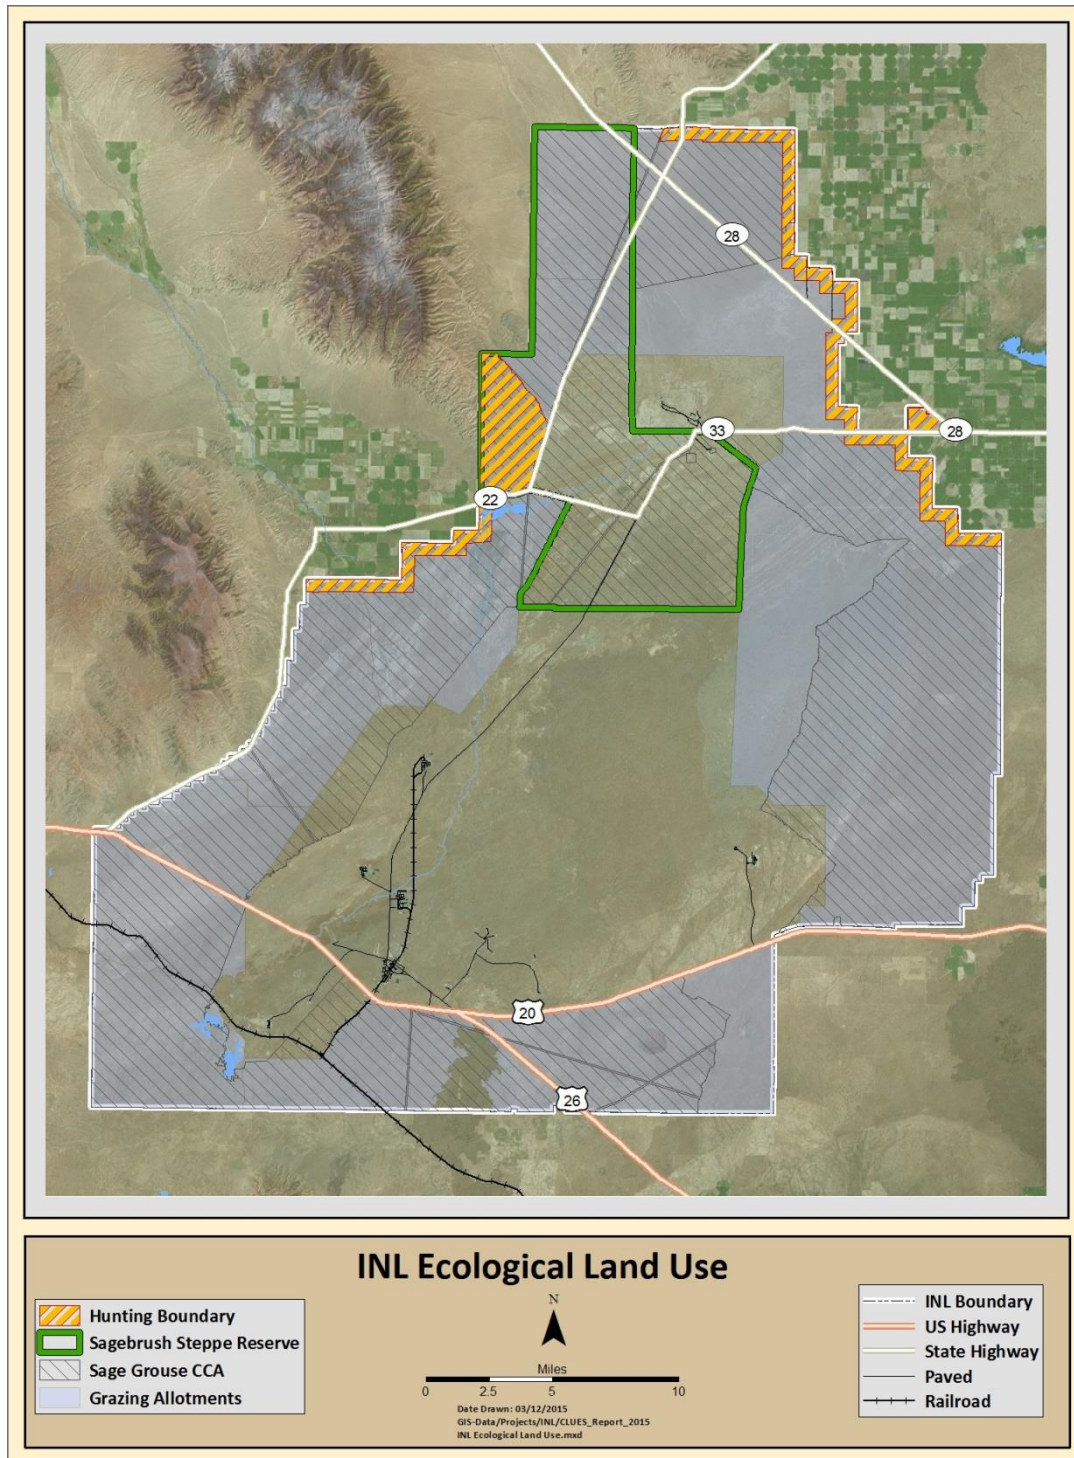 28
33
28
22
20
26
INL Ecological Land Use
Hunting Boundary
Sagebrush Steppe Reserve
Sage Grouse CCA
Grazing Allotments
N
Miles
0 2.5 5 10
Date Drawn: 03/12/2015
GIS-Data/Projects/INL/CLUES_Report_2015
INL Ecological Land Use.mxd
INL Boundary
US Highway
State Highway
Paved
Railroad